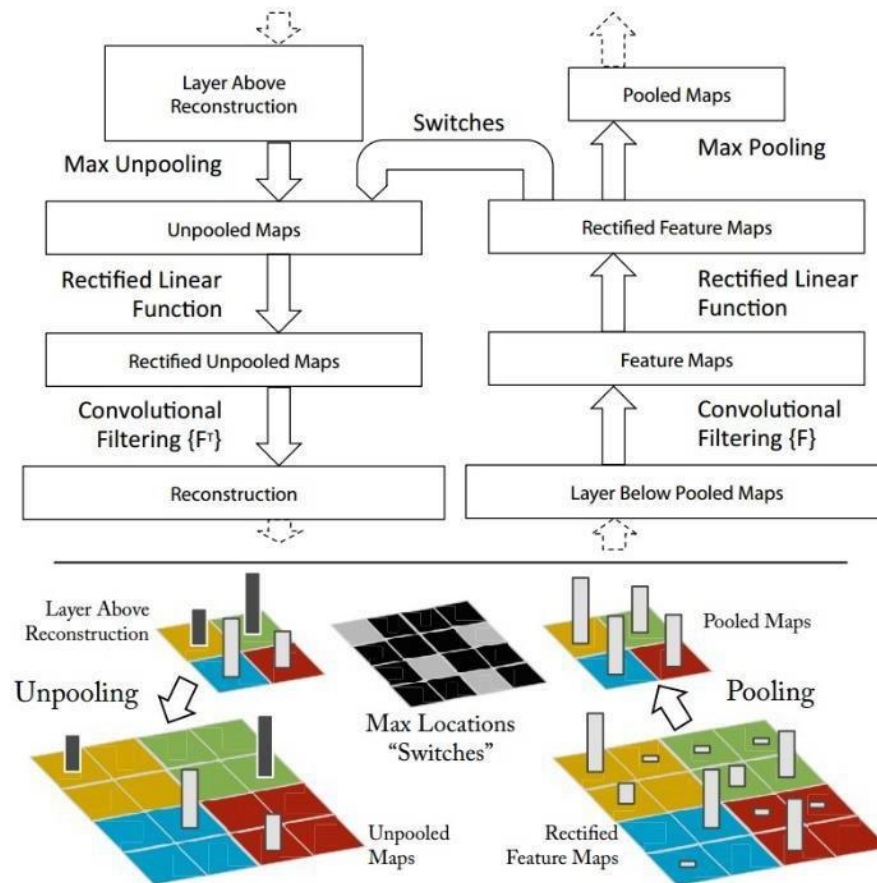 Layer Above
Reconstruction
Pooled Maps
Switches
Max Unpooling
Max Pooling
Unpooled Maps
Rectified Feature Maps
Rectified Linear
Function
Rectified Linear
Function
Rectified Unpooled Maps
Feature Maps
Convolutional
Filtering {Fᵀ}
Convolutional
Filtering {F}
Reconstruction
Layer Below Pooled Maps
Layer Above
Reconstruction
Pooled Maps
Unpooling
Pooling
Max Locations
“Switches”
Unpooled
Maps
Rectified
Feature Maps